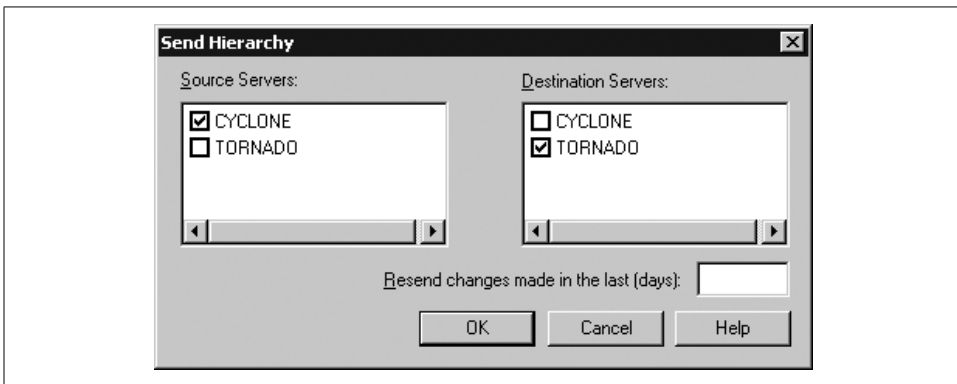 Send Hierarchy
Source Servers:
CYCLONE
TORNADO
Destination Servers:
CYCLONE
TORNADO
Resend changes made in the last (days):
OK
Cancel
Help